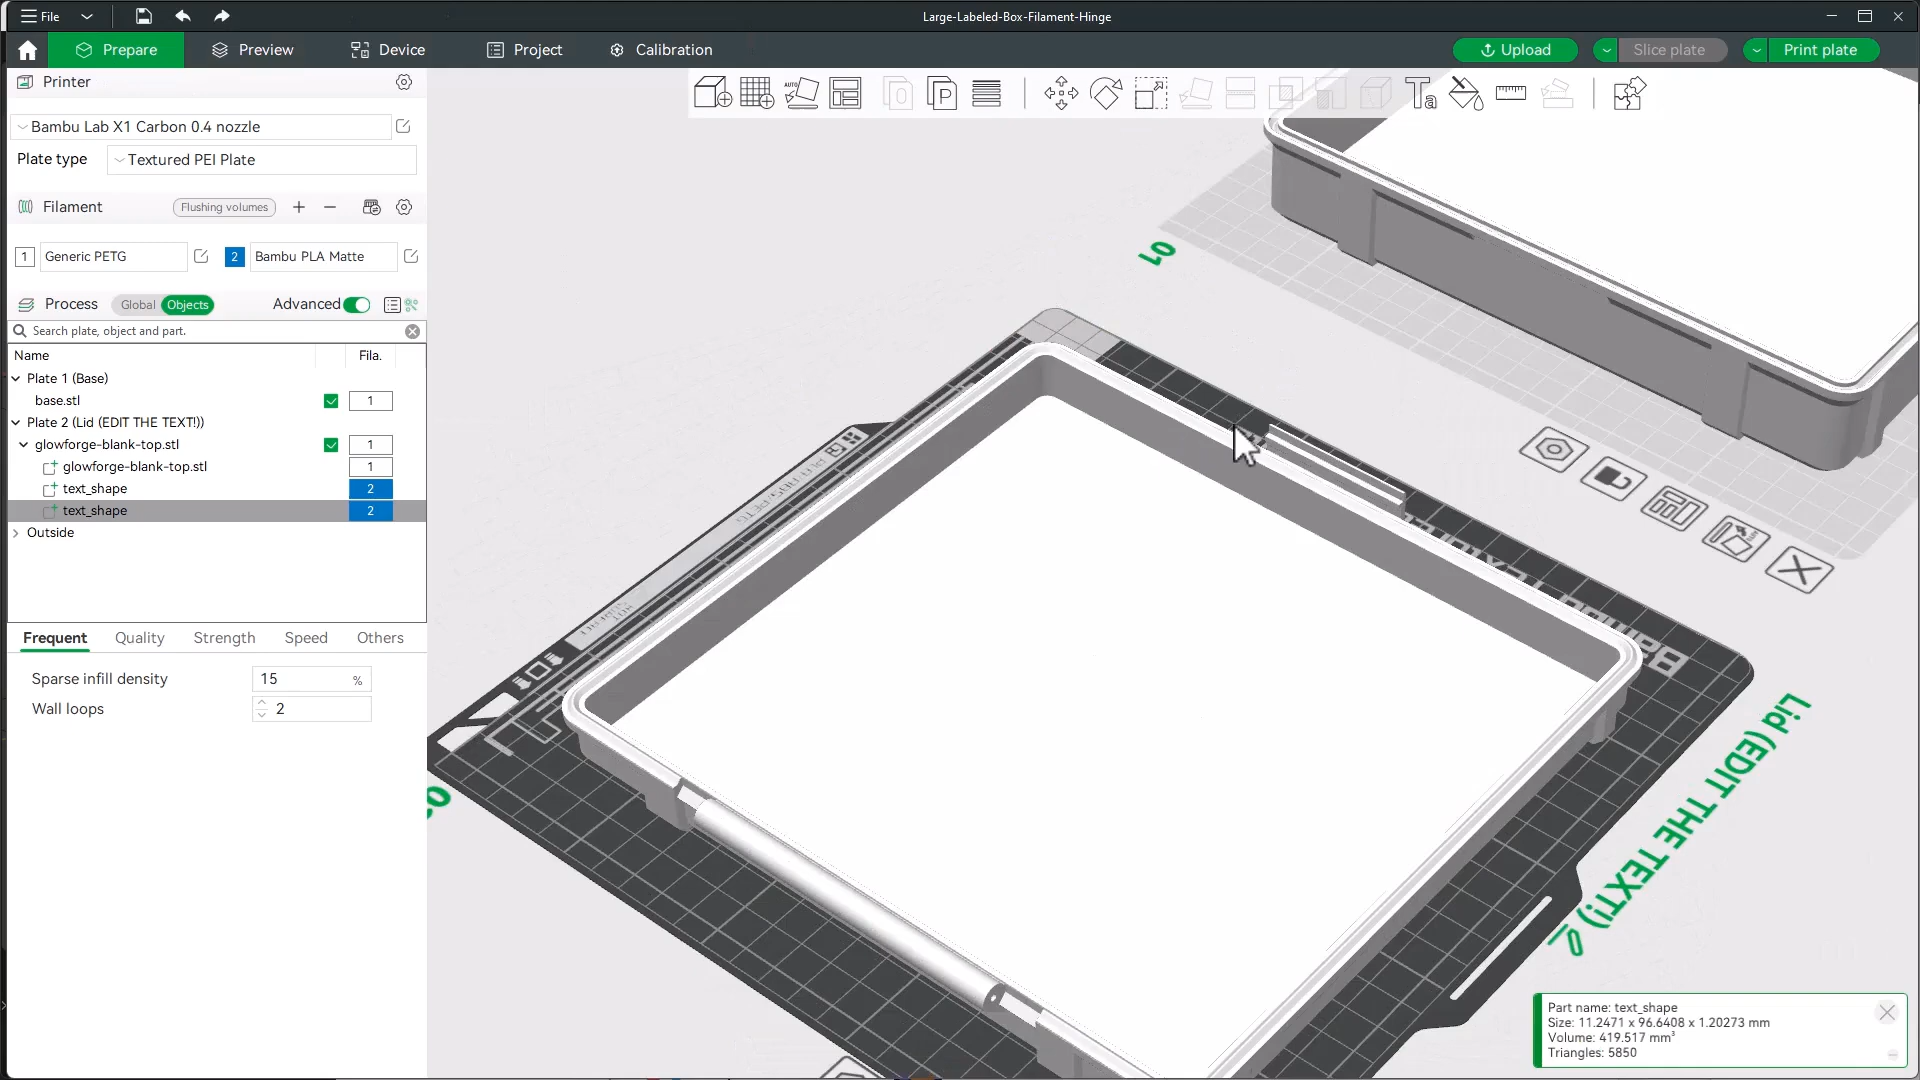 File
Large-Labeled-Box-Filament-Hinge
Prepare
Preview
Device
Project
Calibration
Upload
Slice plate
Print plate
Printer
AUTO
0
P
Ta
Bambu Lab X1 Carbon 0.4 nozzle
Plate type
Textured PEI Plate
Filament
Flushing volumes
1
Generic PETG
2
Bambu PLA Matte
Process
Global
Objects
Advanced
Search plate, object and part.
Name
Fila.
Plate 1 (Base)
base.stl
1
Plate 2 (Lid (EDIT THE TEXT!))
glowforge-blank-top.stl
1
glowforge-blank-top.stl
1
text_shape
2
text_shape
2
Outside
Frequent
Quality
Strength
Speed
Others
Sparse infill density
15
%
Wall loops
2
01
Lid (EDIT THE TEXT!)
Part name: text_shape
Size: 11.2471 x 96.6408 x 1.20273 mm
Volume: 419.517 mm³
Triangles: 5850